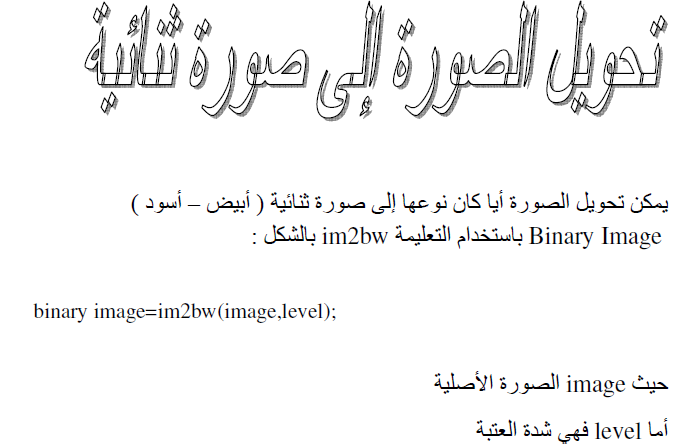 تحويل الصورة إلى صورة ثنائية
يمكن تحويل الصورة أيا كان نوعها إلى صورة ثنائية ( أبيض – أسود )
Binary Image باستخدام التعليمة im2bw بالشكل :
binary image=im2bw(image,level);
حيث image الصورة الأصلية
أما level فهي شدة العتبة